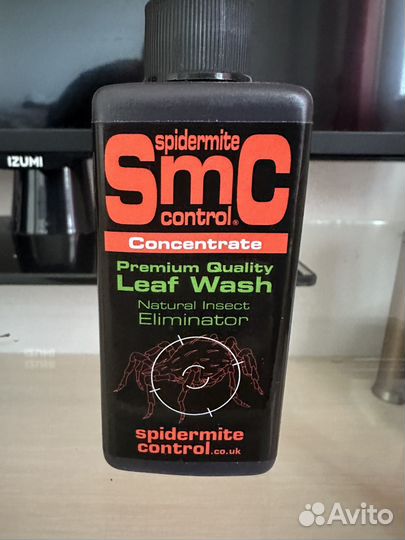 IZUMI
spidermite
SmC
control®
Concentrate
Premium Quality
Leaf Wash
Natural Insect
Eliminator
spidermite
control.co.uk
Avito